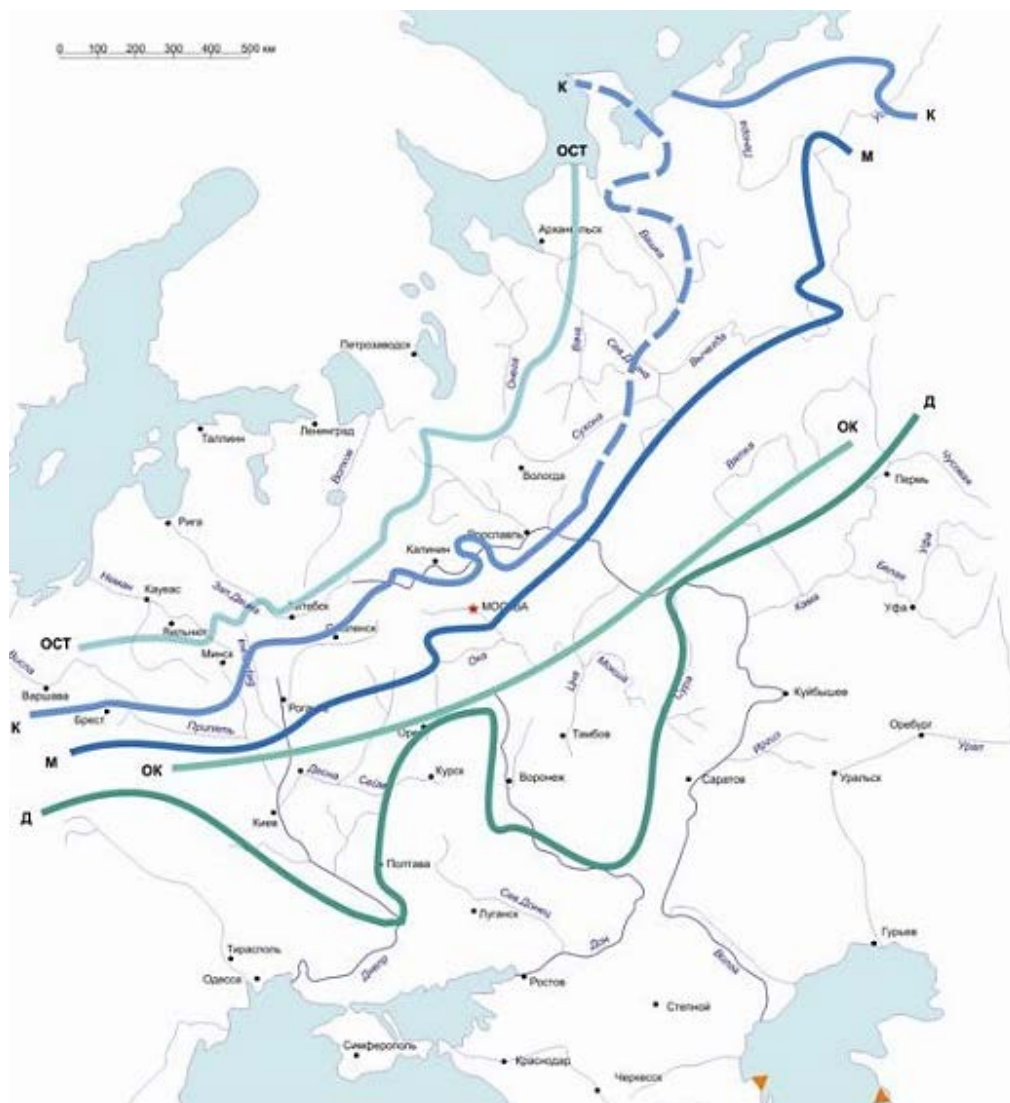 0 100 200 300 400 500 км
К
К
Печора
М
ОСТ
Архангельск
Вашка
Петрозаводск
Онега
Вага
Сев.Двина
Вычегда
Таллинн
Ленинград
Волхов
Сухона
Вологда
Вятка
ОК
Д
Пермь
Чусовая
Рига
Калинин
Ярославль
Неман
Каунас
Зап.Двина
Витебск
МОСКВА
Кама
Белая
Уфа
Уфа
ОСТ
Вильнюс
Смоленск
Минск
Висла
Варшава
Ока
Цна
Мокша
Сура
Куйбышев
К
Брест
Припять
Орел
Тамбов
Оребург
Урал
М
ОК
Десна
Сейм
Курск
Воронеж
Иргиз
Саратов
Уральск
Д
Киев
Полтава
Сев.Донец
Луганск
Тирасполь
Одесса
Днепр
Дон
Ростов
Волга
Гурьев
Степной
Симферополь
Краснодар
Черкесск